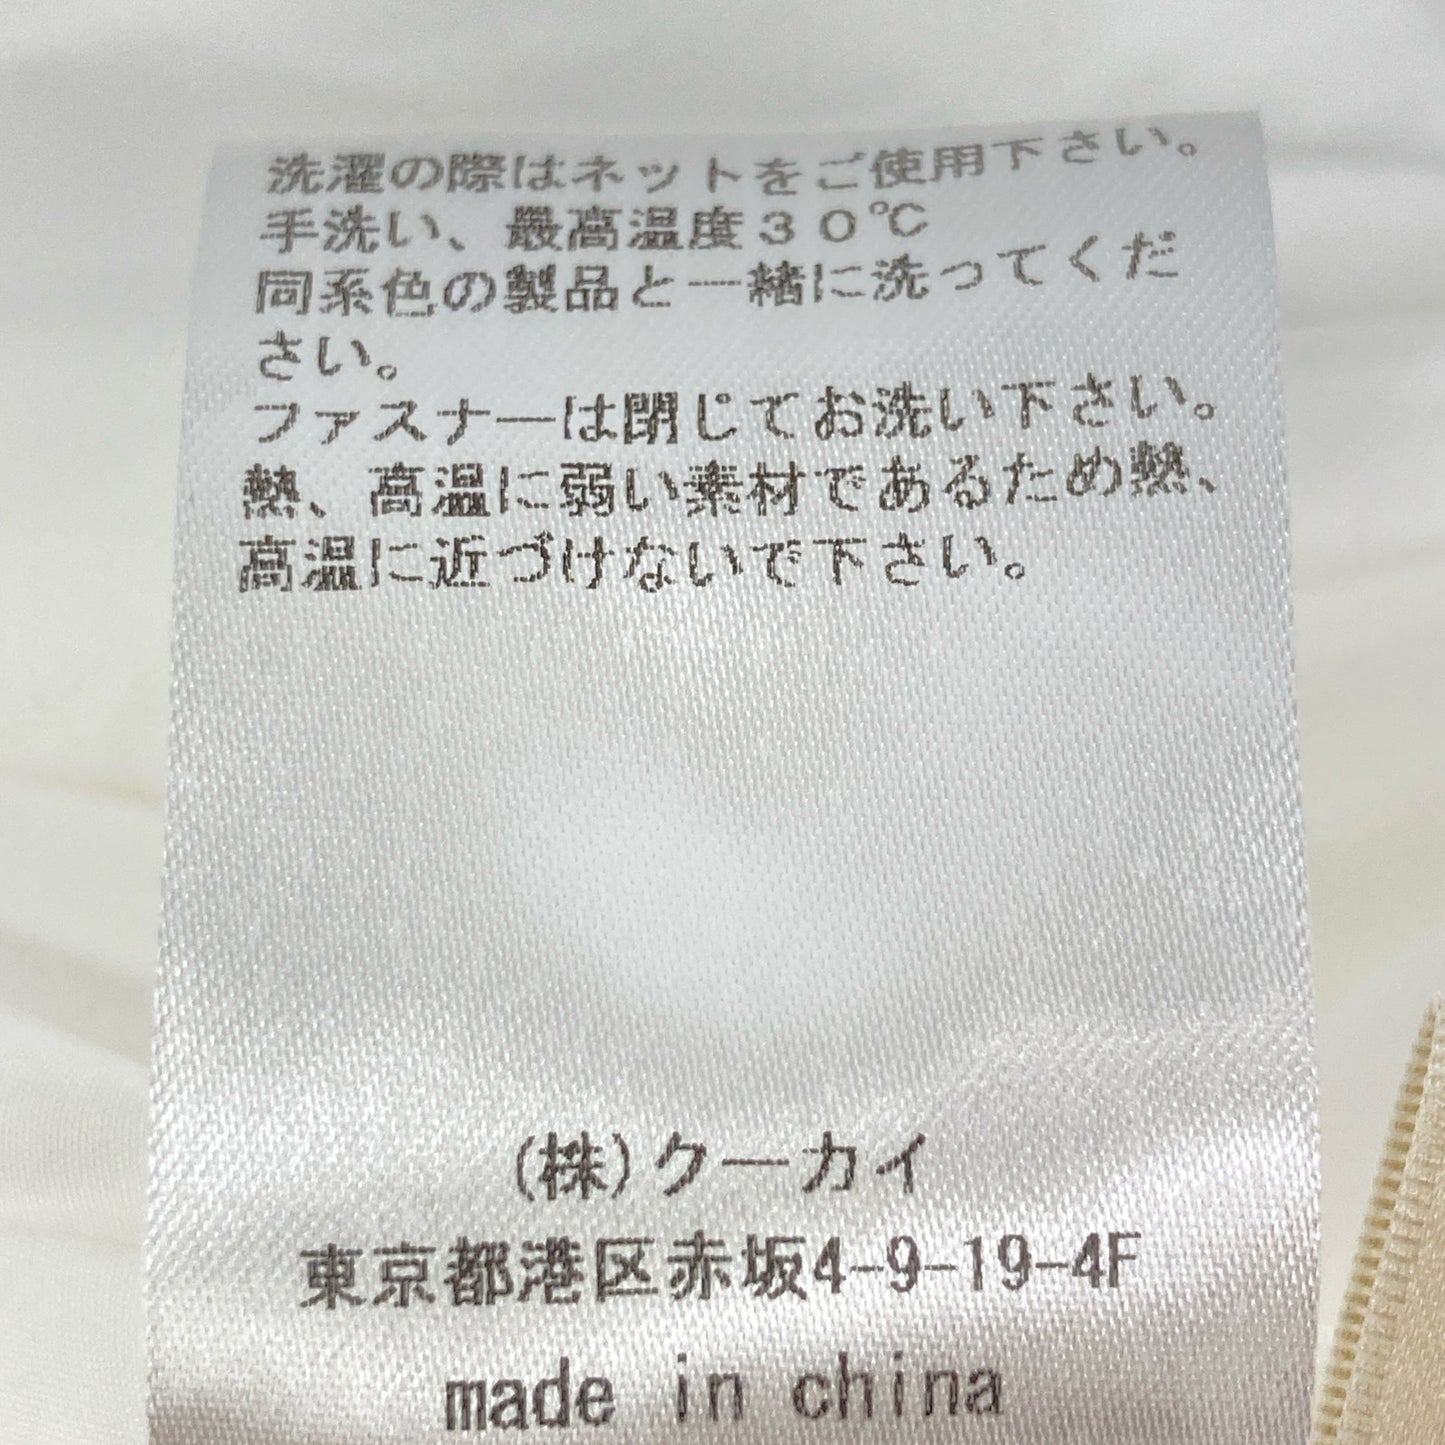 洗濯の際はネットをご使用下さい。
手洗い、最高温度30℃
同系色の製品と一緒に洗ってくだ
さい。
ファスナーは閉じてお洗い下さい。
熱、高温に弱い素材であるため熱、
高温に近づけないで下さい。
(株)クーカイ
東京都港区赤坂4-9-19-4F
made in china